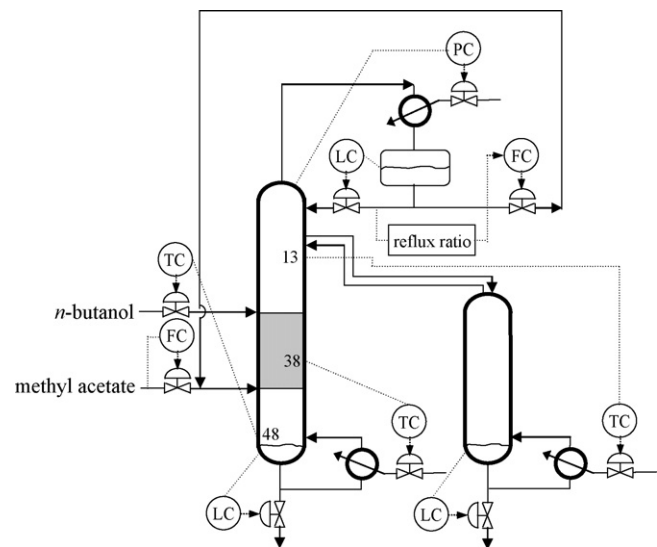 PC
LC
FC
reflux ratio
TC
13
n-butanol
FC
38
methyl acetate
TC
TC
48
LC
LC